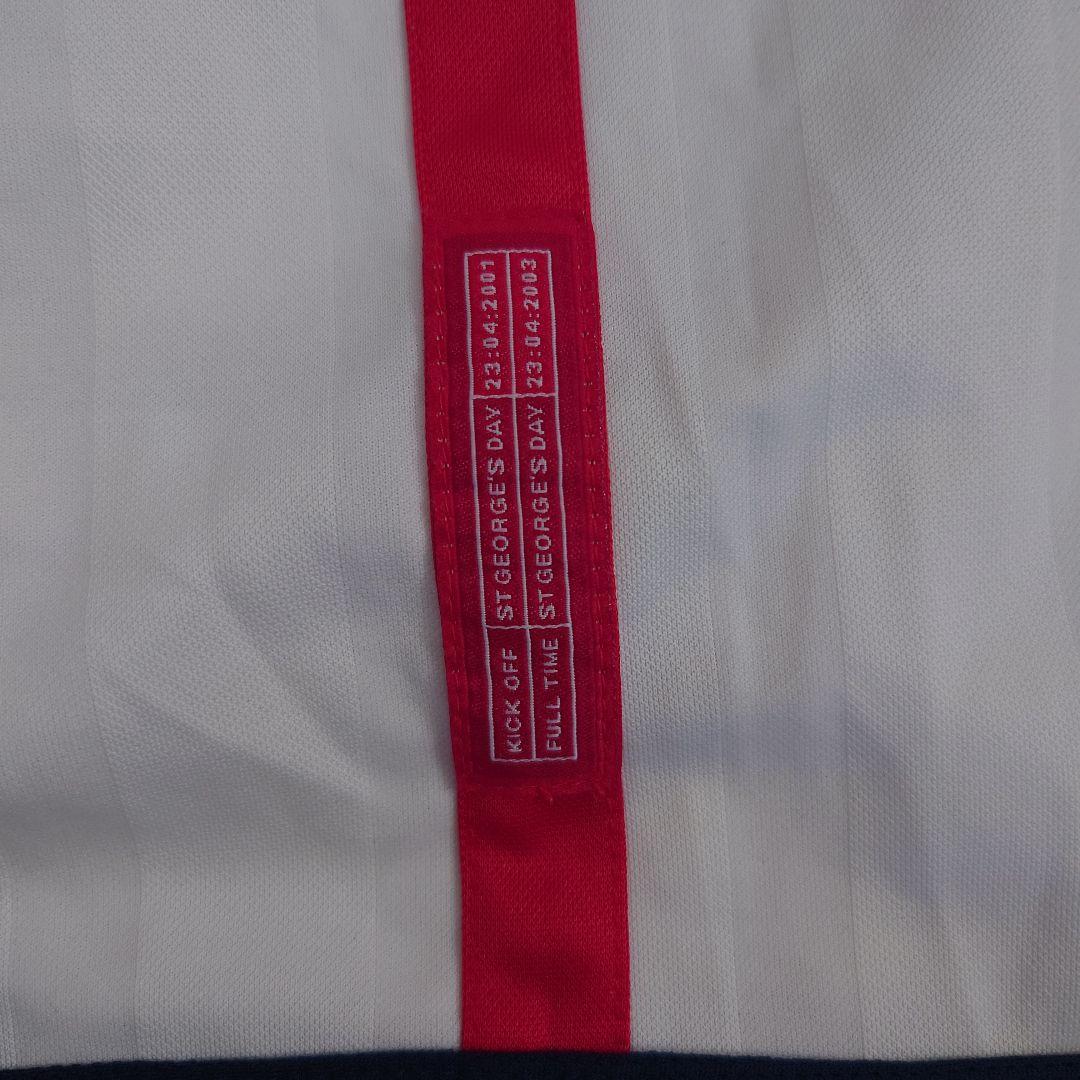 KICK OFF ST GEORGE'S DAY 23:04:2001
FULL TIME ST GEORGE'S DAY 23:04:2003